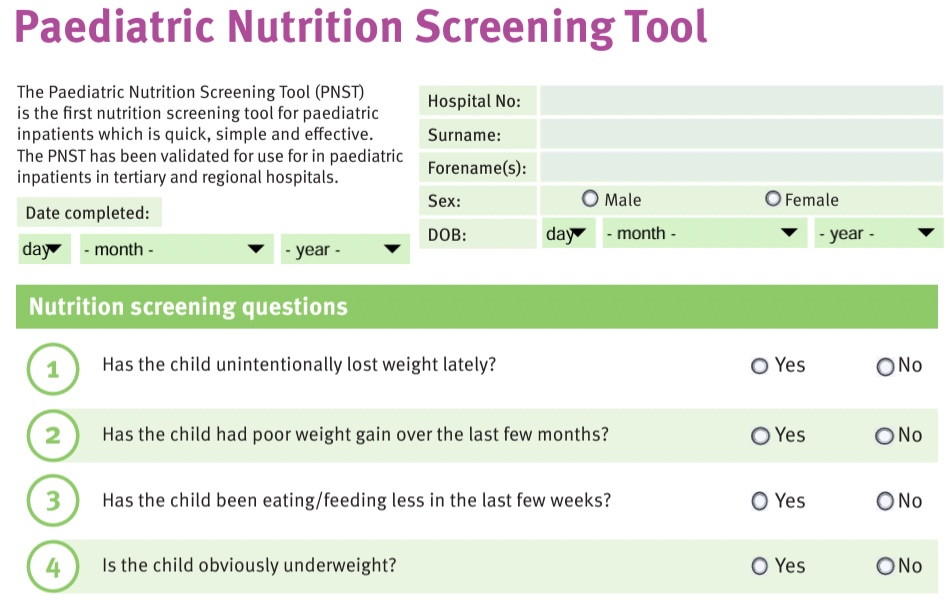 Paediatric Nutrition Screening Tool
The Paediatric Nutrition Screening Tool (PNST)
is the first nutrition screening tool for paediatric
inpatients which is quick, simple and effective.
The PNST has been validated for use for in paediatric
inpatients in tertiary and regional hospitals.
Date completed:
day - month - - year -
Hospital No:
Surname:
Forename(s):
Sex: Male Female
DOB: day - month - - year -
Nutrition screening questions
1 Has the child unintentionally lost weight lately? Yes No
2 Has the child had poor weight gain over the last few months? Yes No
3 Has the child been eating/feeding less in the last few weeks? Yes No
4 Is the child obviously underweight? Yes No